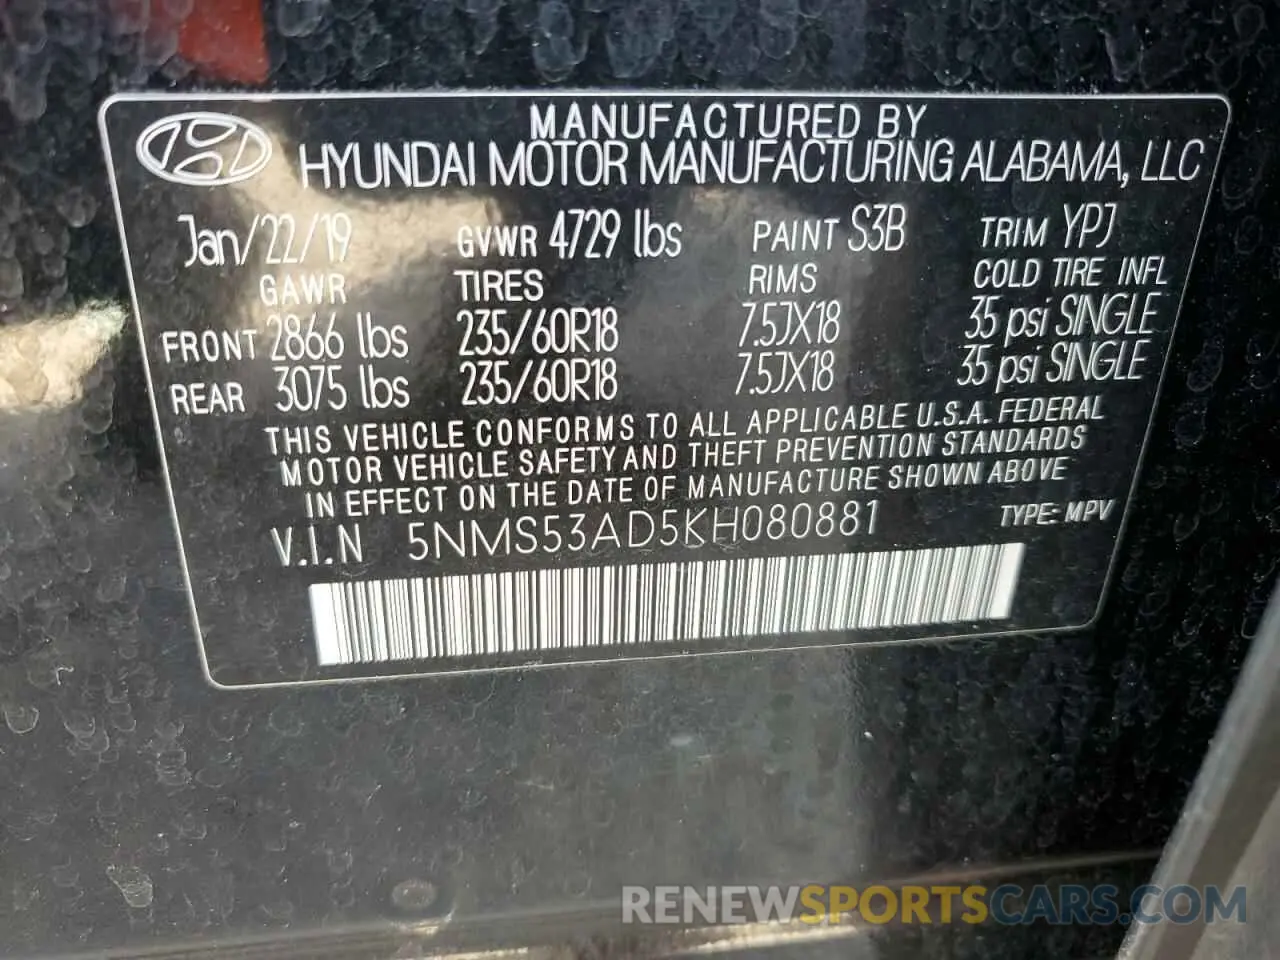 MANUFACTURED BY
HYUNDAI MOTOR MANUFACTURING ALABAMA, LLC
Jan/22/19 GVWR 4729 lbs PAINT S3B TRIM YPJ
GAWR TIRES RIMS COLD TIRE INFL
FRONT 2866 lbs 235/60R18 7.5JX18 35 psi SINGLE
REAR 3075 lbs 235/60R18 7.5JX18 35 psi SINGLE
THIS VEHICLE CONFORMS TO ALL APPLICABLE U.S.A. FEDERAL
MOTOR VEHICLE SAFETY AND THEFT PREVENTION STANDARDS
IN EFFECT ON THE DATE OF MANUFACTURE SHOWN ABOVE
V.I.N 5NMS53AD5KH080881 TYPE: MPV
RENEWSPORTSCARS.COM